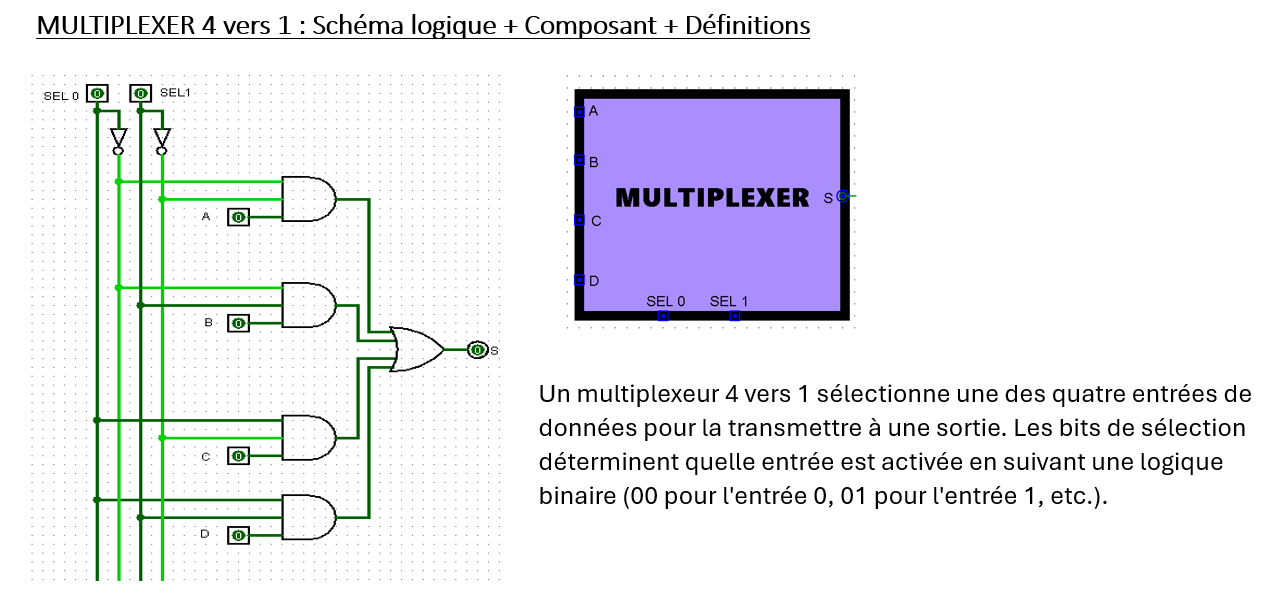 MULTIPLEXER 4 vers 1 : Schéma logique + Composant + Définitions
SEL 0
0
0
SEL1
A
0
B
0
0
S
C
0
D
0
A
B
C
D
MULTIPLEXER
S
SEL 0
SEL 1
Un multiplexeur 4 vers 1 sélectionne une des quatre entrées de
données pour la transmettre à une sortie. Les bits de sélection
déterminent quelle entrée est activée en suivant une logique
binaire (00 pour l'entrée 0, 01 pour l'entrée 1, etc.).